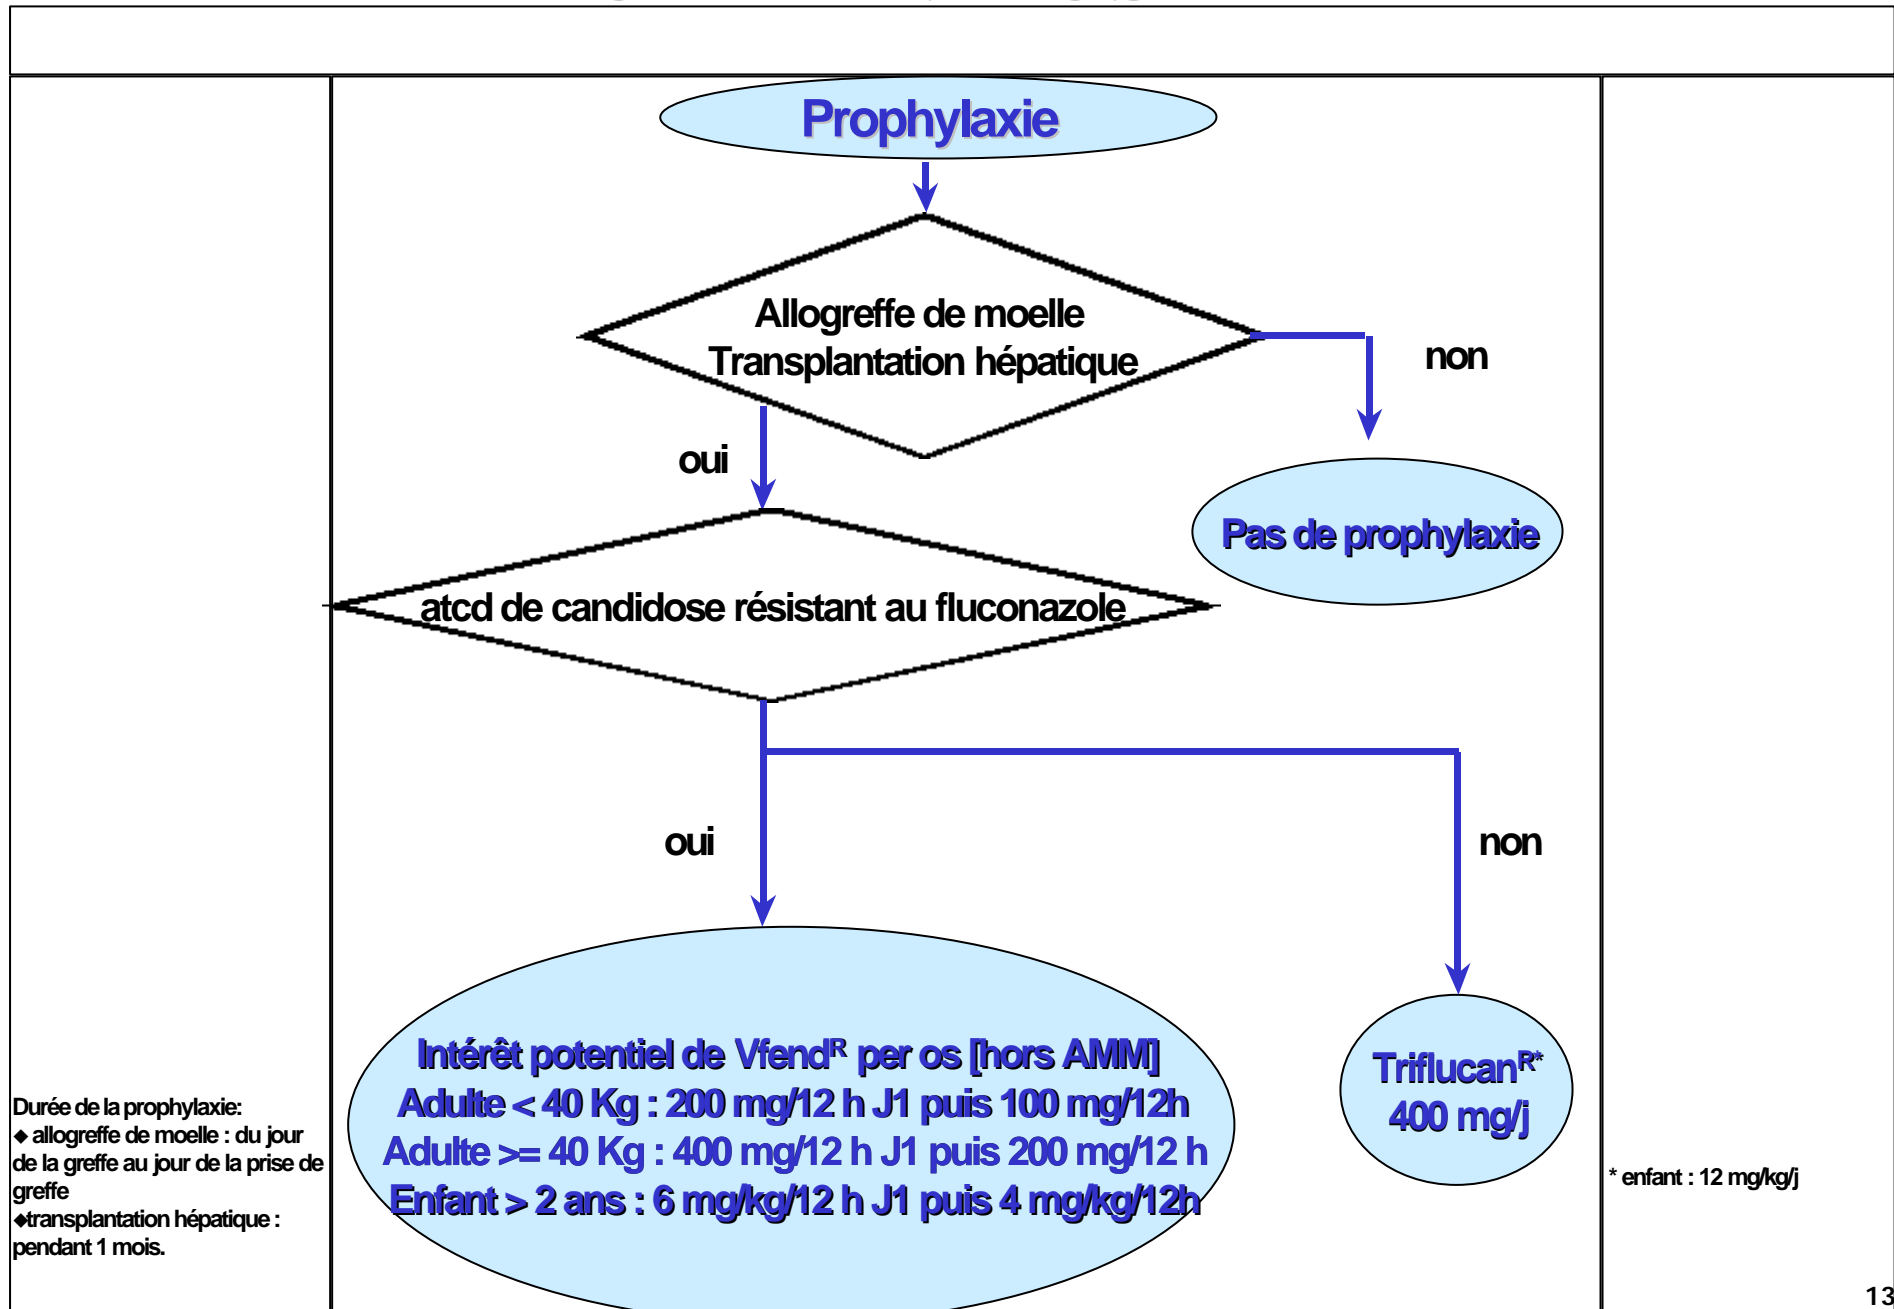 Prophylaxie
Allogreffe de moelle
Transplantation hépatique
non
oui
Pas de prophylaxie
atcd de candidose résistant au fluconazole
oui
non
Intérêt potentiel de Vfend^R per os [hors AMM]
Adulte < 40 Kg : 200 mg/12 h J1 puis 100 mg/12h
Adulte >= 40 Kg : 400 mg/12 h J1 puis 200 mg/12 h
Enfant > 2 ans : 6 mg/kg/12 h J1 puis 4 mg/kg/12h
Triflucan^R*
400 mg/j
Durée de la prophylaxie:
◆ allogreffe de moelle : du jour
de la greffe au jour de la prise de
greffe
◆transplantation hépatique :
pendant 1 mois.
* enfant : 12 mg/kg/j
13